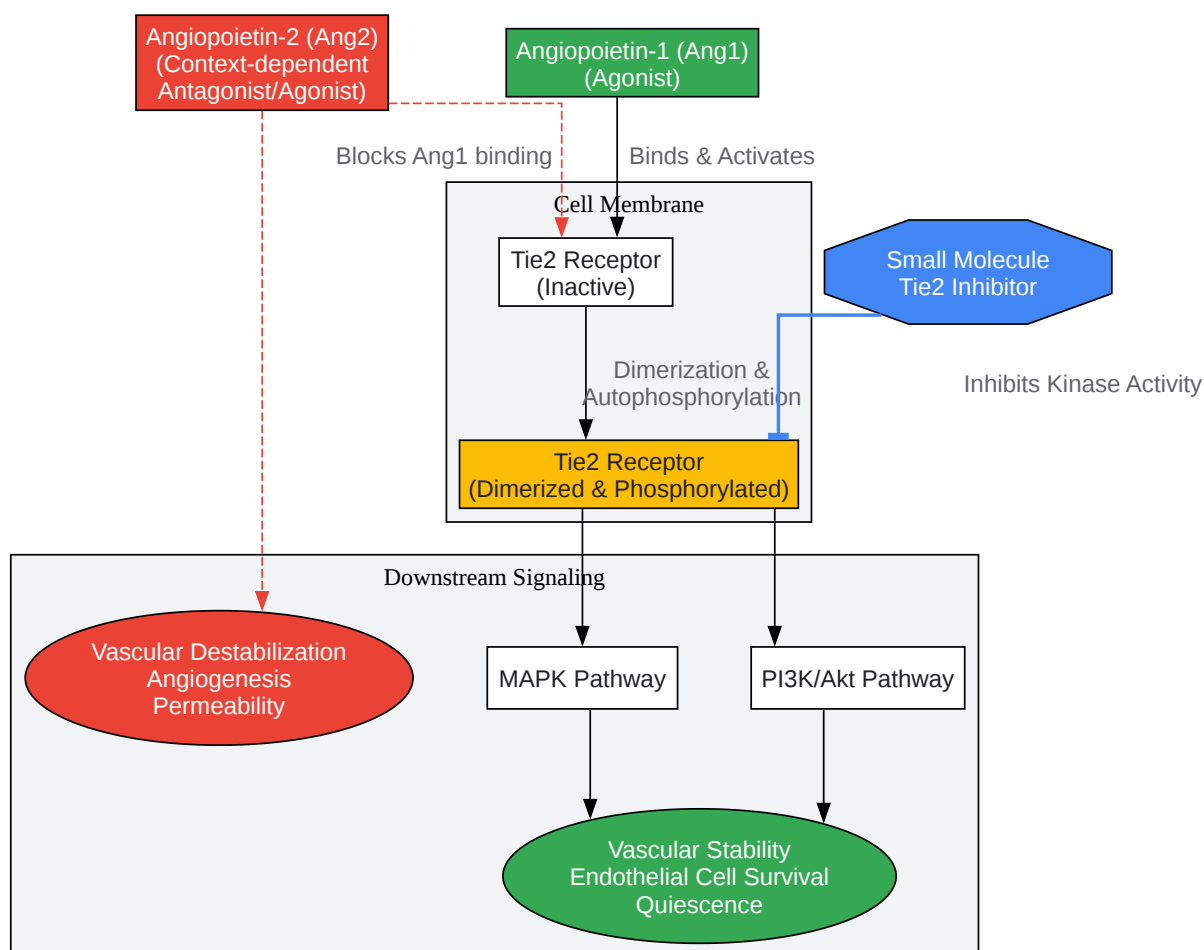 Angiopoietin-2 (Ang2)
(Context-dependent
Antagonist/Agonist)
Angiopoietin-1 (Ang1)
(Agonist)
Blocks Ang1 binding
Binds & Activates
Cell Membrane
Tie2 Receptor
(Inactive)
Small Molecule
Tie2 Inhibitor
Dimerization &
Autophosphorylation
Inhibits Kinase Activity
Tie2 Receptor
(Dimerized & Phosphorylated)
Downstream Signaling
Vascular Destabilization
Angiogenesis
Permeability
MAPK Pathway
PI3K/Akt Pathway
Vascular Stability
Endothelial Cell Survival
Quiescence